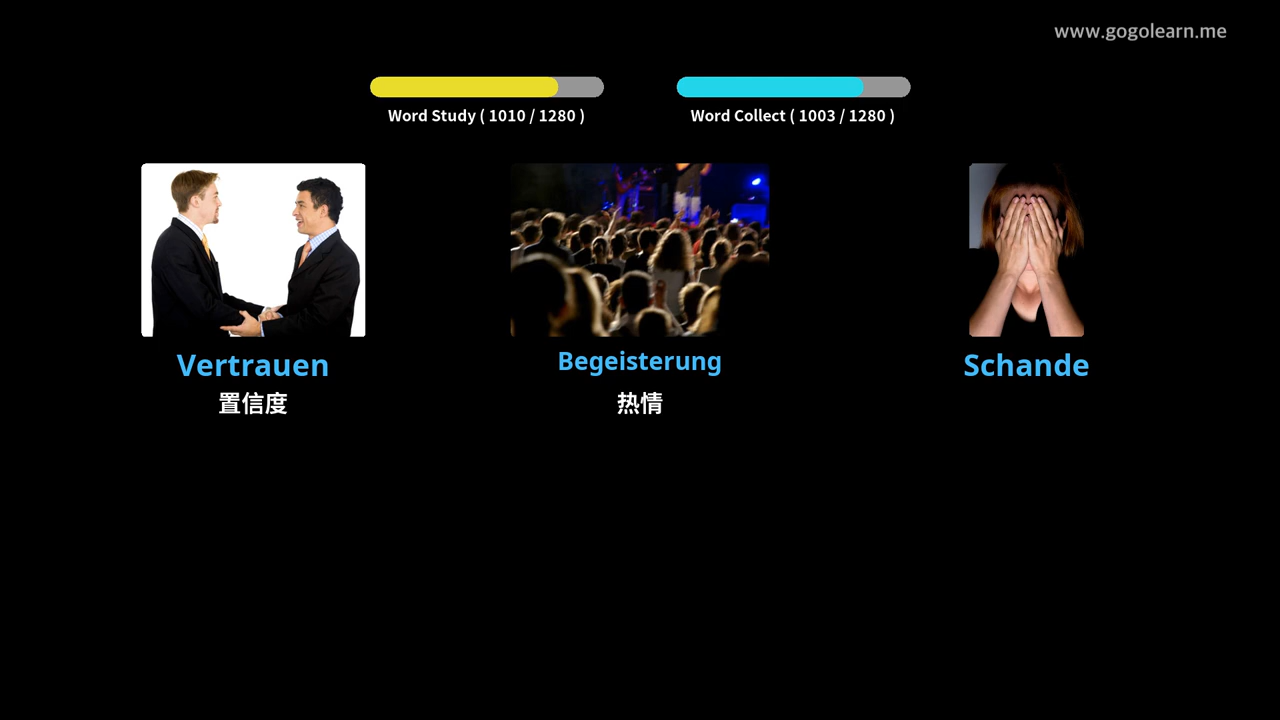 www.gogolearn.me
Word Study ( 1010 / 1280 )
Word Collect ( 1003 / 1280 )
Vertrauen
置信度
Begeisterung
热情
Schande